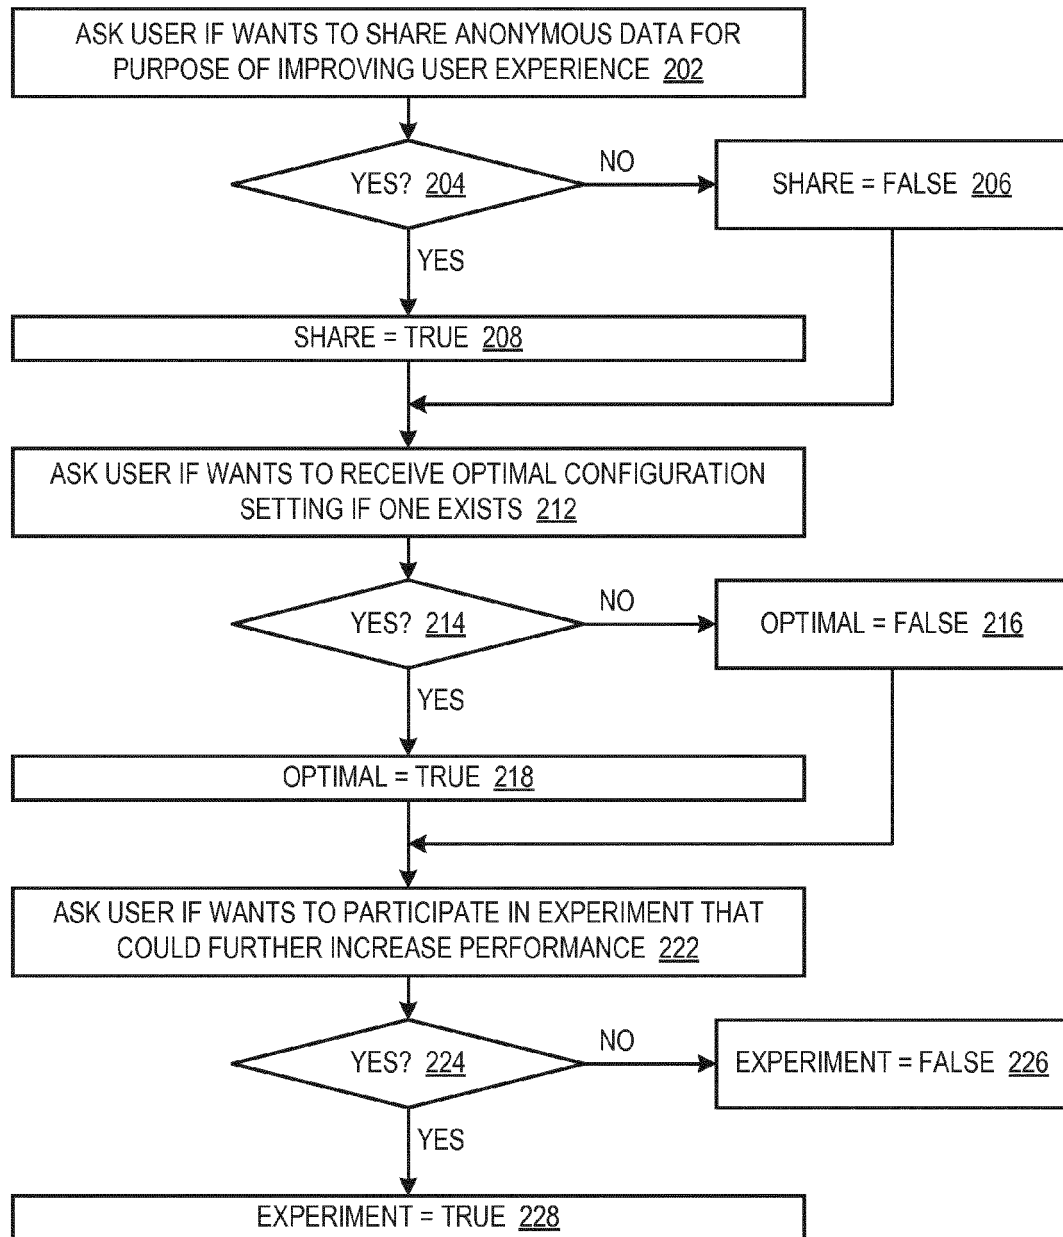 ASK USER IF WANTS TO SHARE ANONYMOUS DATA FOR
PURPOSE OF IMPROVING USER EXPERIENCE 202
YES? 204
NO
SHARE = FALSE 206
YES
SHARE = TRUE 208
ASK USER IF WANTS TO RECEIVE OPTIMAL CONFIGURATION
SETTING IF ONE EXISTS 212
YES? 214
NO
OPTIMAL = FALSE 216
YES
OPTIMAL = TRUE 218
ASK USER IF WANTS TO PARTICIPATE IN EXPERIMENT THAT
COULD FURTHER INCREASE PERFORMANCE 222
YES? 224
NO
EXPERIMENT = FALSE 226
YES
EXPERIMENT = TRUE 228